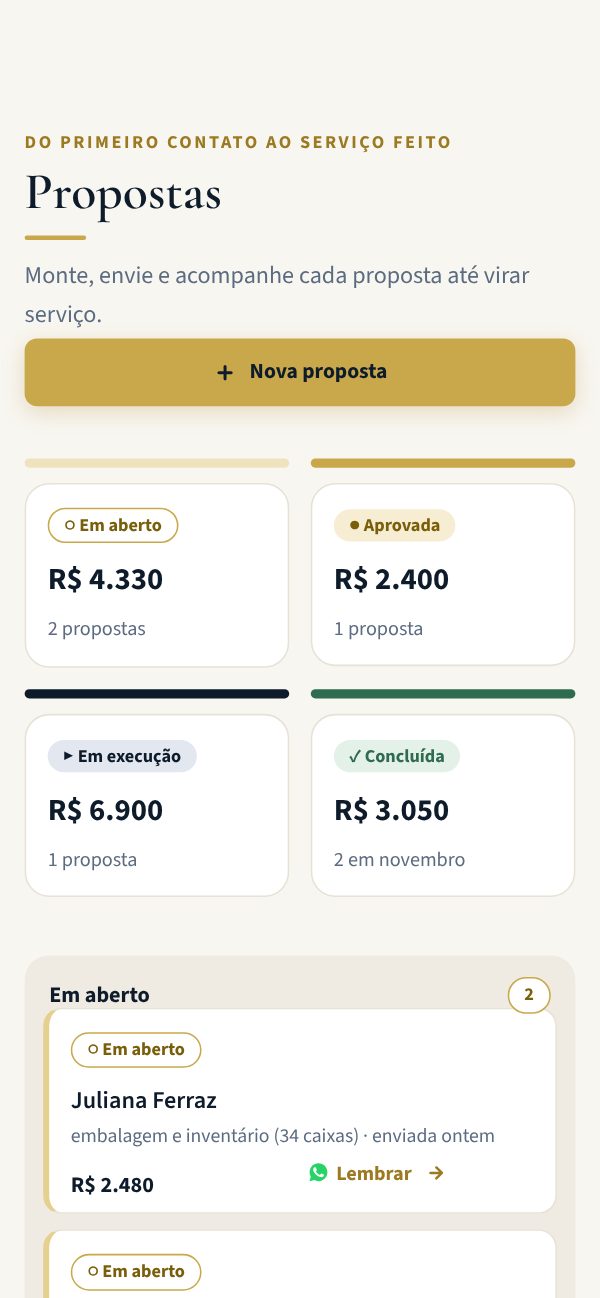 DO PRIMEIRO CONTATO AO SERVIÇO FEITO
Propostas
Monte, envie e acompanhe cada proposta até virar
serviço.
+ Nova proposta
Em aberto
R$ 4.330
2 propostas
Aprovada
R$ 2.400
1 proposta
Em execução
R$ 6.900
1 proposta
Concluída
R$ 3.050
2 em novembro
Em aberto
2
Em aberto
Juliana Ferraz
embalagem e inventário (34 caixas) · enviada ontem
R$ 2.480
Lembrar →
Em aberto